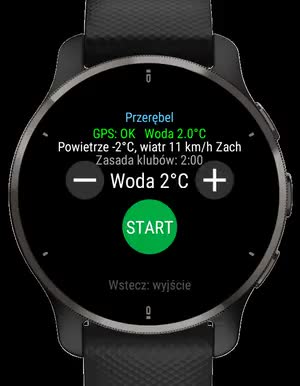 Przerębel
GPS: OK Woda 2.0°C
Powietrze -2°C, wiatr 11 km/h Zach
Zasada klubów: 2:00
− Woda 2°C +
START
Wstecz: wyjście